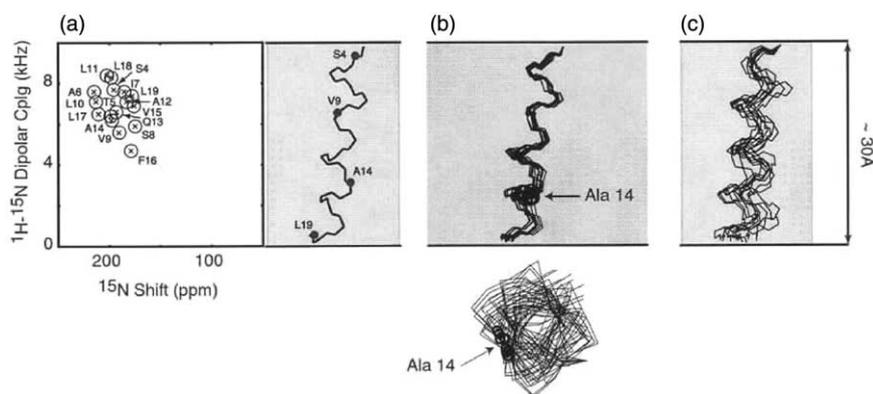 (a)
(b)
(c)
¹H-¹⁵N Dipolar Cplg (kHz)
8
4
0
L11
L18
S4
I7
A6
L19
L10
T5
A12
L17
V15
Q13
A14
V9
S8
F16
200
100
¹⁵N Shift (ppm)
S4
V9
A14
L19
Ala 14
~ 30A
Ala 14